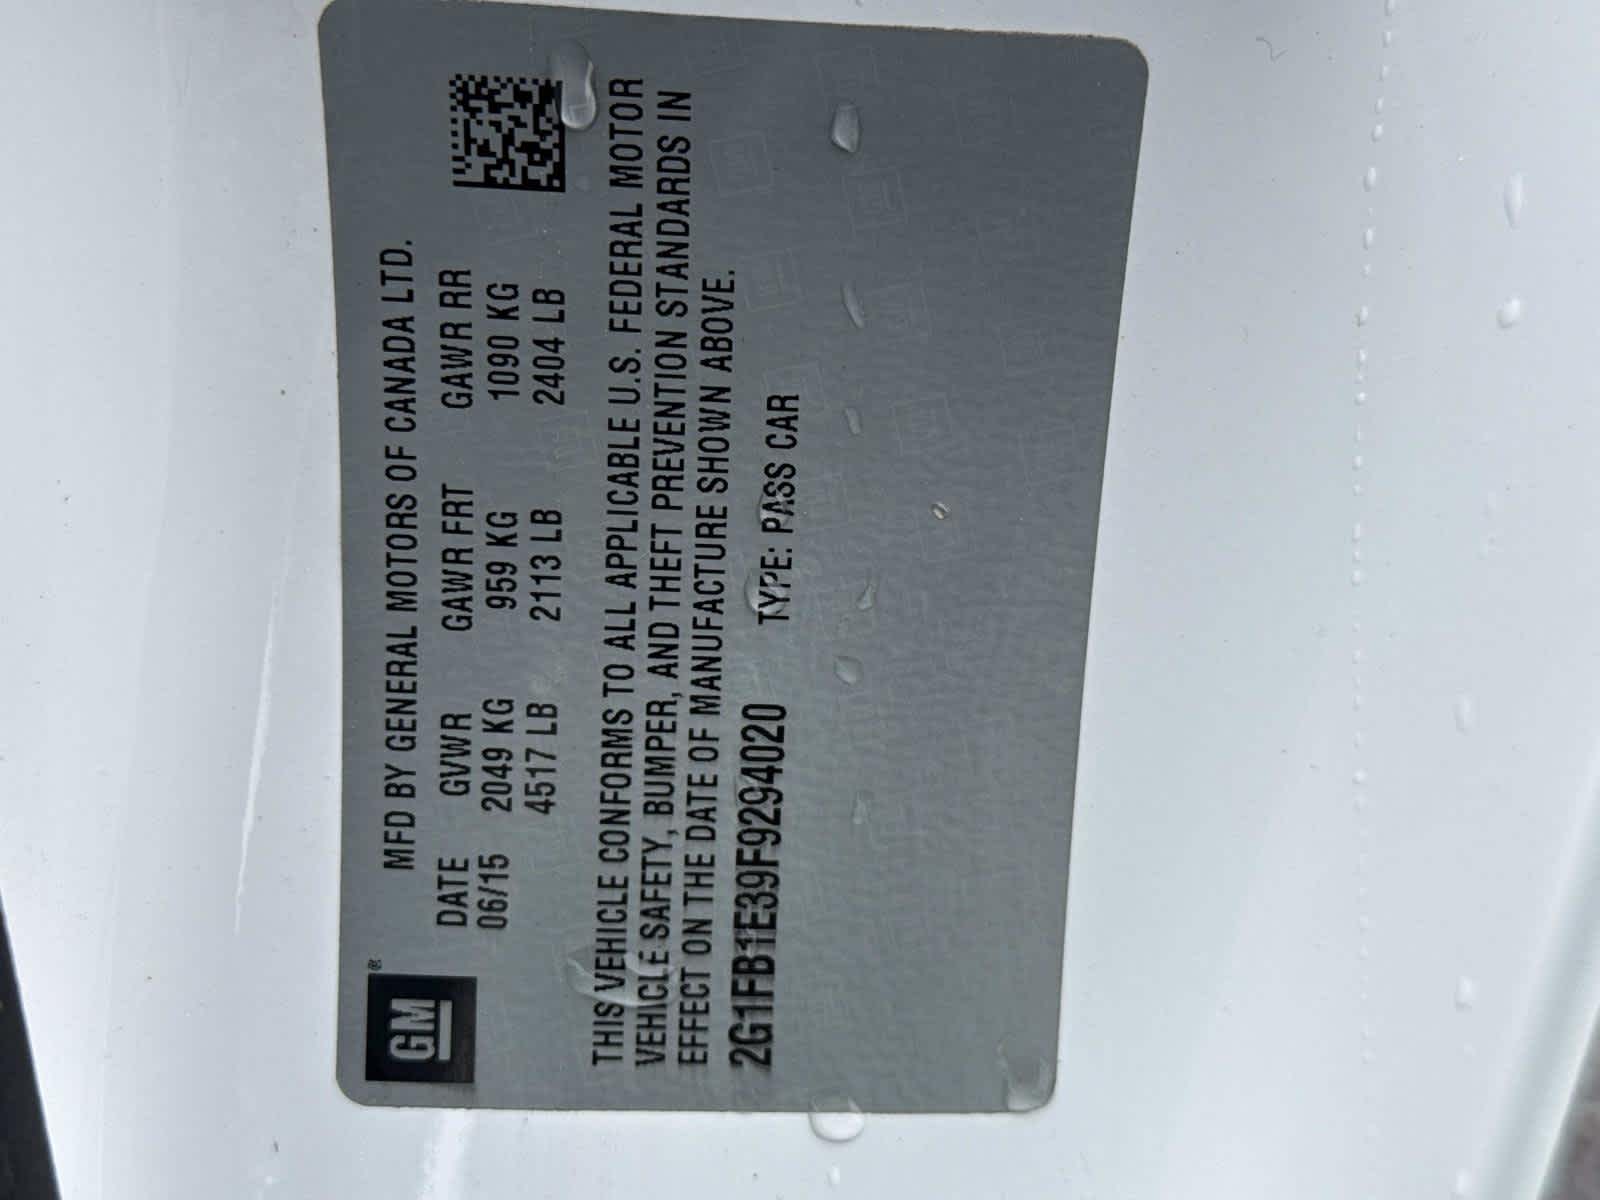 GM®
MFD BY GENERAL MOTORS OF CANADA LTD.
DATE GVWR GAWR FRT GAWR RR
06/15 2049 KG 959 KG 1090 KG
4517 LB 2113 LB 2404 LB
THIS VEHICLE CONFORMS TO ALL APPLICABLE U.S. FEDERAL MOTOR
VEHICLE SAFETY, BUMPER, AND THEFT PREVENTION STANDARDS IN
EFFECT ON THE DATE OF MANUFACTURE SHOWN ABOVE.
2G1FB1E39F9294020 TYPE: PASS CAR